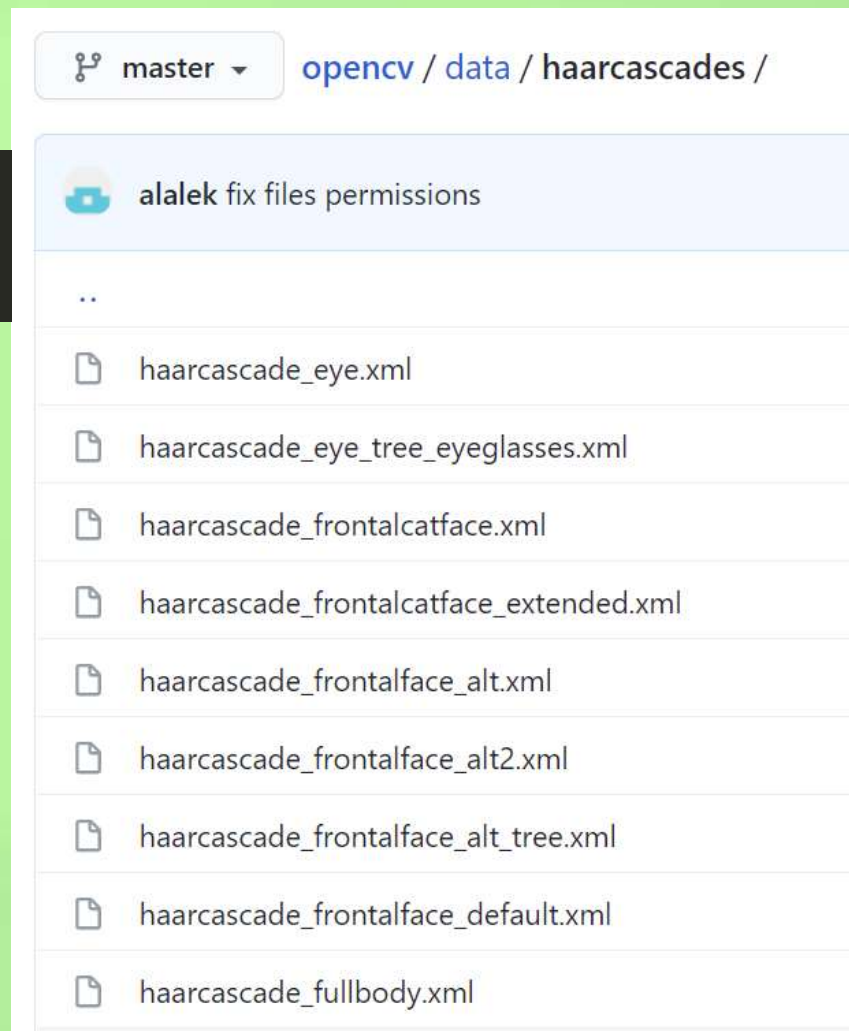 master opencv / data / haarcascades /
alalek fix files permissions
..
haarcascade_eye.xml
haarcascade_eye_tree_eyeglasses.xml
haarcascade_frontalcatface.xml
haarcascade_frontalcatface_extended.xml
haarcascade_frontalface_alt.xml
haarcascade_frontalface_alt2.xml
haarcascade_frontalface_alt_tree.xml
haarcascade_frontalface_default.xml
haarcascade_fullbody.xml